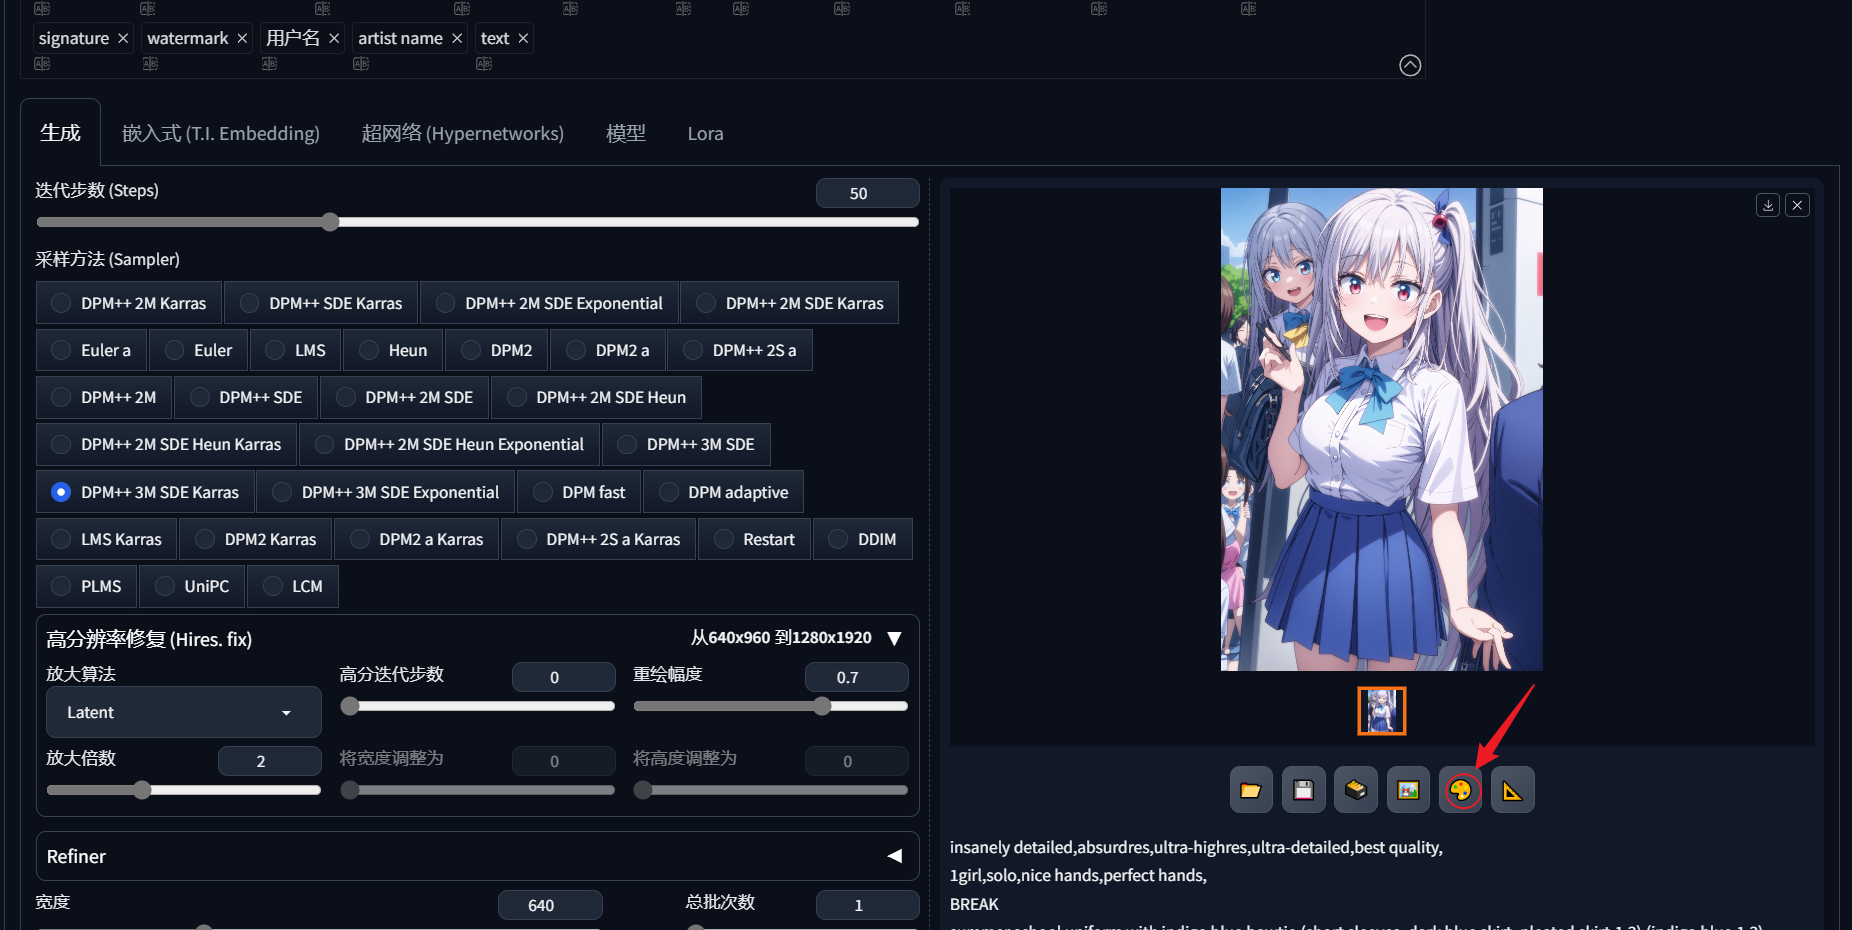 signature × watermark × 用户名 × artist name × text ×
生成 嵌入式 (T.I. Embedding) 超网络 (Hypernetworks) 模型 Lora
迭代步数 (Steps) 50
采样方法 (Sampler)
DPM++ 2M Karras DPM++ SDE Karras DPM++ 2M SDE Exponential DPM++ 2M SDE Karras
Euler a Euler LMS Heun DPM2 DPM2 a DPM++ 2S a
DPM++ 2M DPM++ SDE DPM++ 2M SDE DPM++ 2M SDE Heun
DPM++ 2M SDE Heun Karras DPM++ 2M SDE Heun Exponential DPM++ 3M SDE
DPM++ 3M SDE Karras DPM++ 3M SDE Exponential DPM fast DPM adaptive
LMS Karras DPM2 Karras DPM2 a Karras DPM++ 2S a Karras Restart DDIM
PLMS UniPC LCM
高分辨率修复 (Hires. fix) 从640x960 到1280x1920 ▼
放大算法 高分迭代步数 0 重绘幅度 0.7
Latent
放大倍数 2 将宽度调整为 0 将高度调整为 0
Refiner ◀
宽度 640 总批次数 1
insanely detailed,absurdres,ultra-highres,ultra-detailed,best quality,
1girl,solo,nice hands,perfect hands,
BREAK